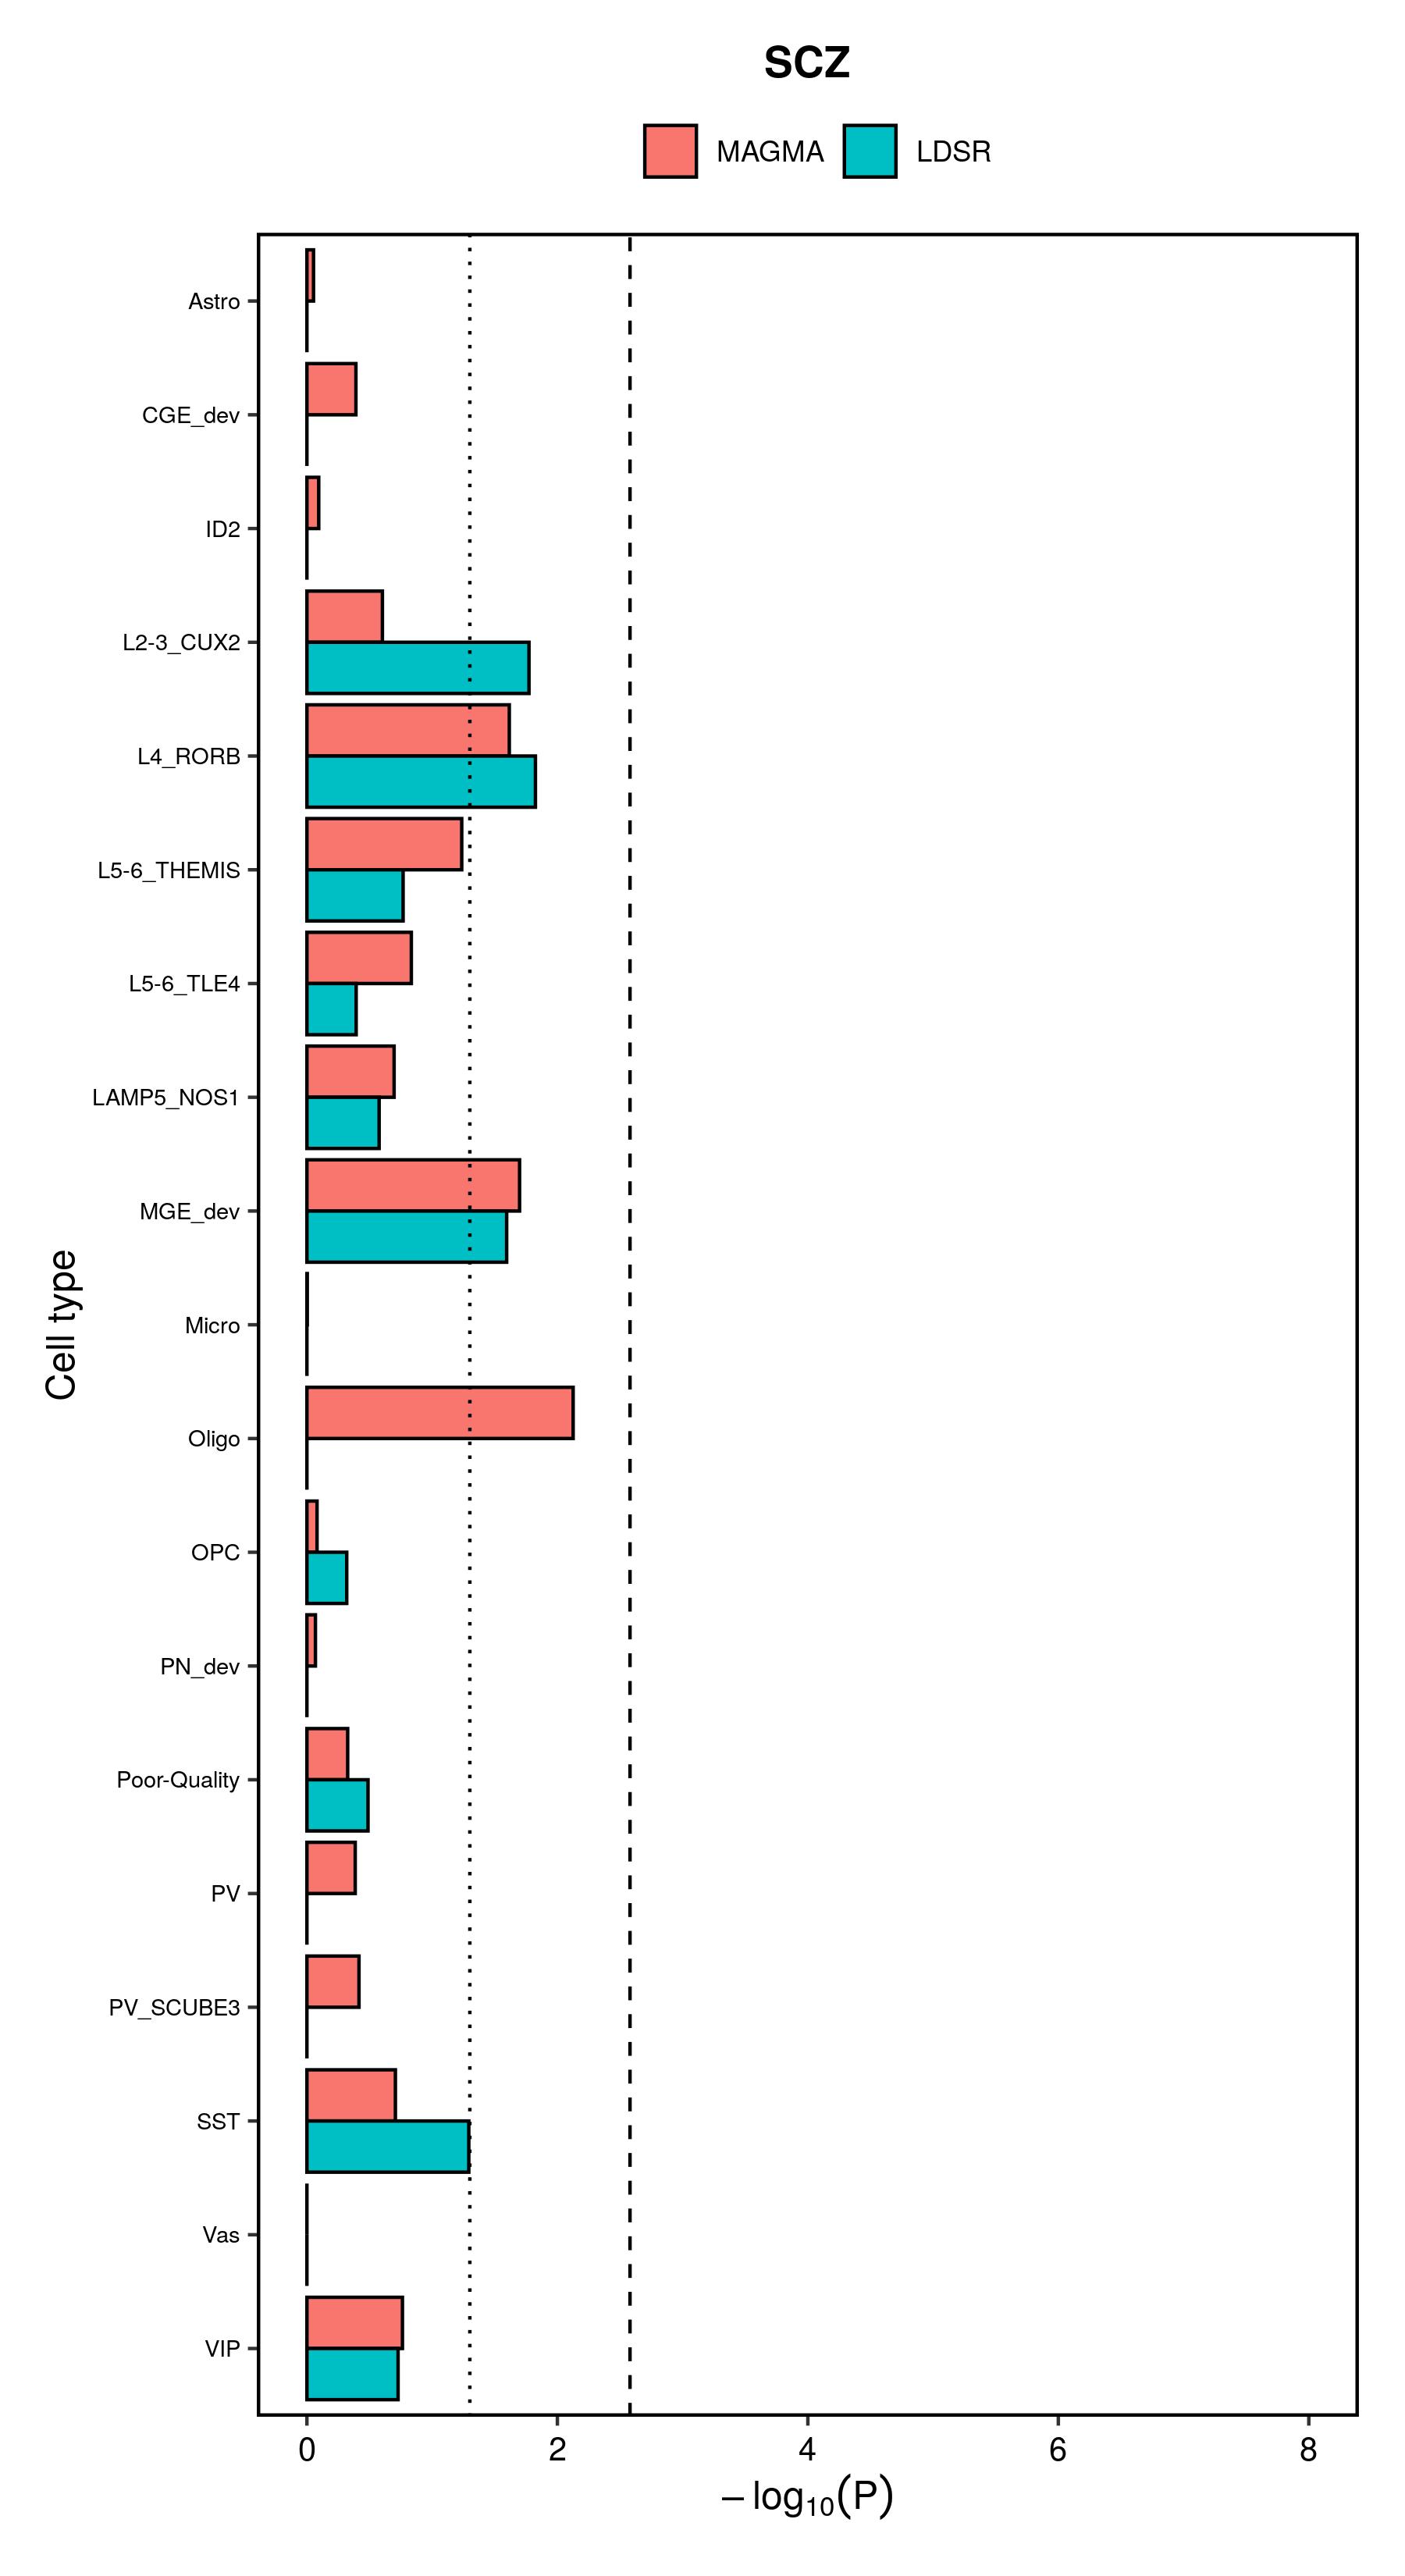 SCZ
MAGMA LDSR
Astro
CGE_dev
ID2
L2-3_CUX2
L4_RORB
L5-6_THEMIS
L5-6_TLE4
LAMP5_NOS1
MGE_dev
Micro
Oligo
OPC
PN_dev
Poor-Quality
PV
PV_SCUBE3
SST
Vas
VIP
Cell type
0 2 4 6 8
− log10(P)